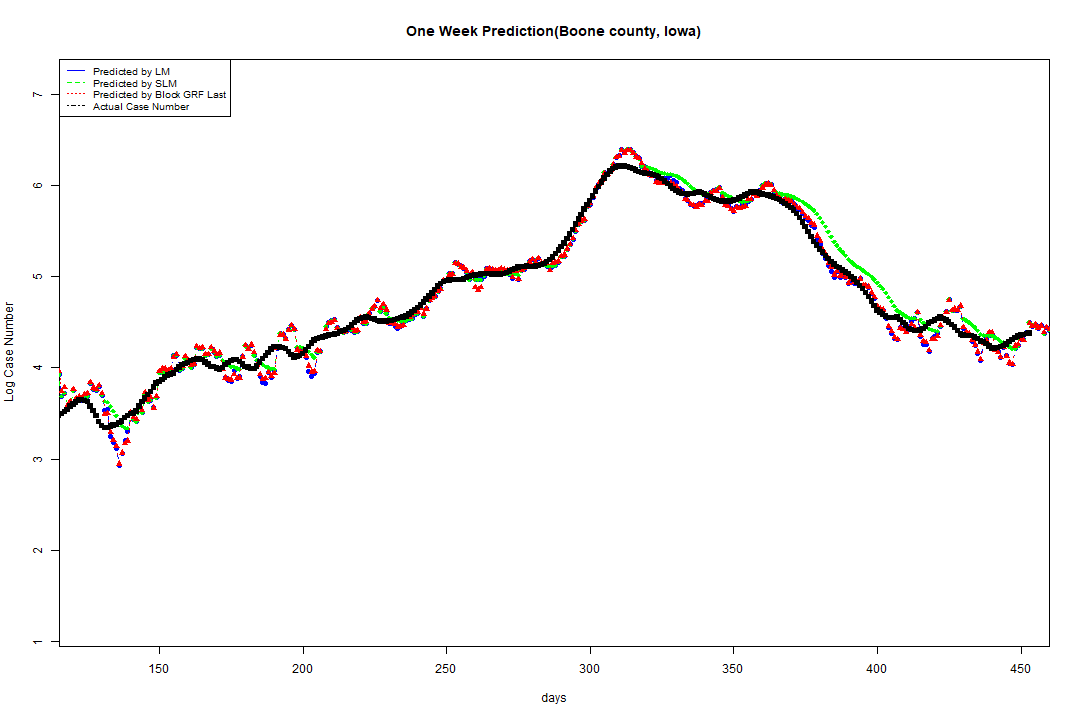 One Week Prediction(Boone county, Iowa)
Predicted by LM
Predicted by SLM
Predicted by Block GRF Last
Actual Case Number
7
6
5
4
3
2
1
Log Case Number
150 200 250 300 350 400 450
days